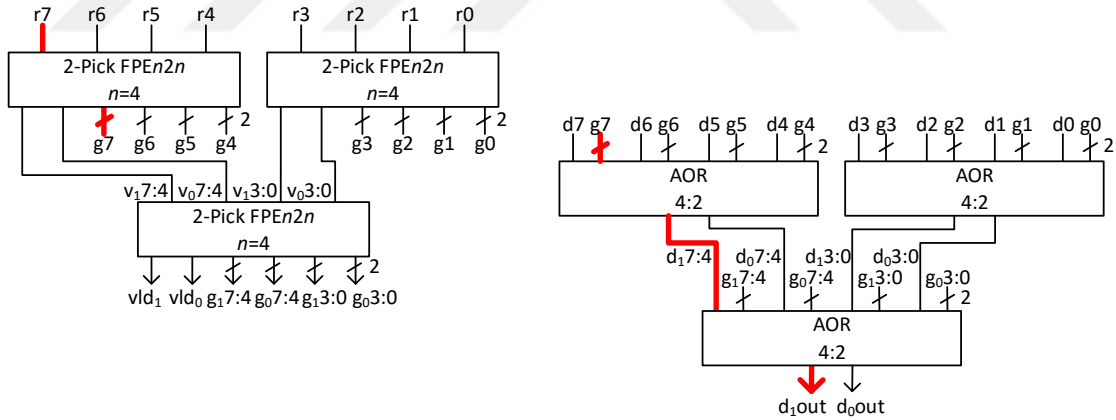 r7 r6 r5 r4 r3 r2 r1 r0
2-Pick FPEn2n 2-Pick FPEn2n
n=4 n=4
2 2
g7 g6 g5 g4 g3 g2 g1 g0
v₁7:4 v₀7:4 v₁3:0 v₀3:0
2-Pick FPEn2n
n=4
2
vld₁ vld₀ g₁7:4 g₀7:4 g₁3:0 g₀3:0
d7 g7 d6 g6 d5 g5 d4 g4 d3 g3 d2 g2 d1 g1 d0 g0
2 2
AOR AOR
4:2 4:2
d₁7:4 d₀7:4 d₁3:0 d₀3:0
g₁7:4 g₀7:4 g₁3:0 g₀3:0
2
AOR
4:2
d₁out d₀out